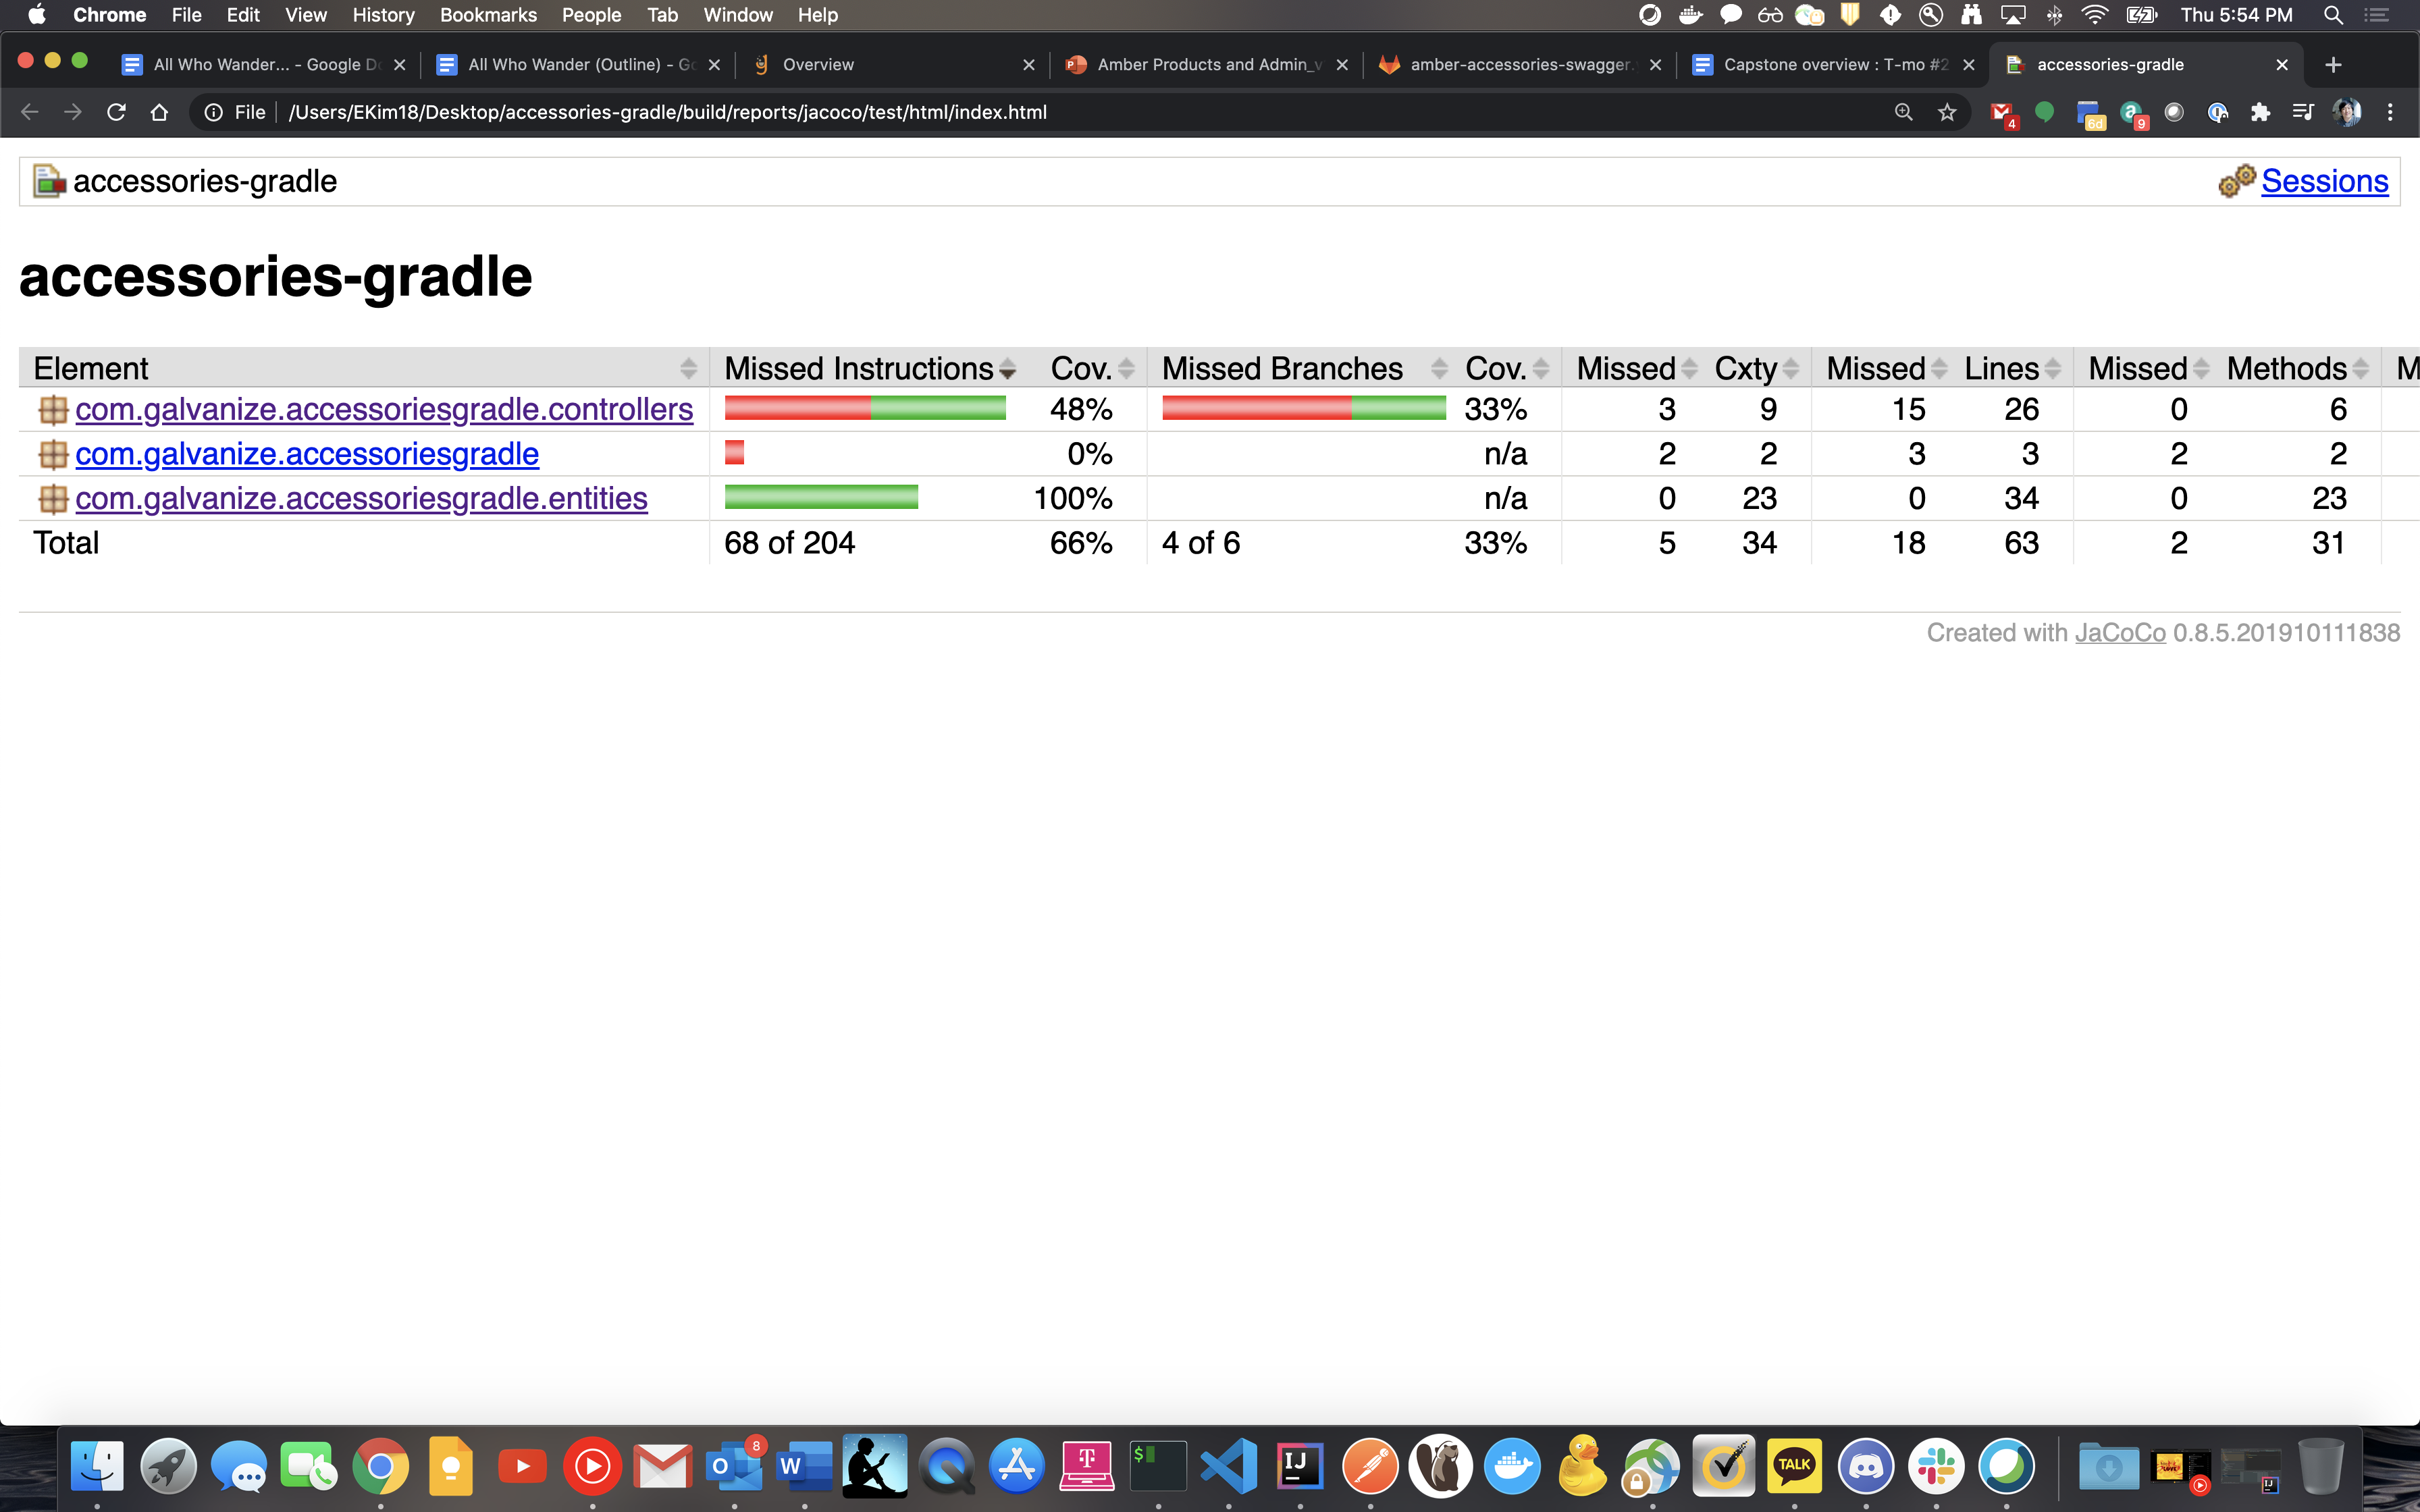 Chrome File Edit View History Bookmarks People Tab Window Help Thu 5:54 PM
All Who Wander... - Google D All Who Wander (Outline) - Go Overview Amber Products and Admin_v amber-accessories-swagger. Capstone overview : T-mo #2 accessories-gradle
File /Users/EKim18/Desktop/accessories-gradle/build/reports/jacoco/test/html/index.html 4 6d 9
accessories-gradle Sessions
accessories-gradle
Element Missed Instructions Cov. Missed Branches Cov. Missed Cxty Missed Lines Missed Methods M
com.galvanize.accessoriesgradle.controllers 48% 33% 3 9 15 26 0 6
com.galvanize.accessoriesgradle 0% n/a 2 2 3 3 2 2
com.galvanize.accessoriesgradle.entities 100% n/a 0 23 0 34 0 23
Total 68 of 204 66% 4 of 6 33% 5 34 18 63 2 31
Created with JaCoCo 0.8.5.201910111838
8
O W T $ IJ TALK